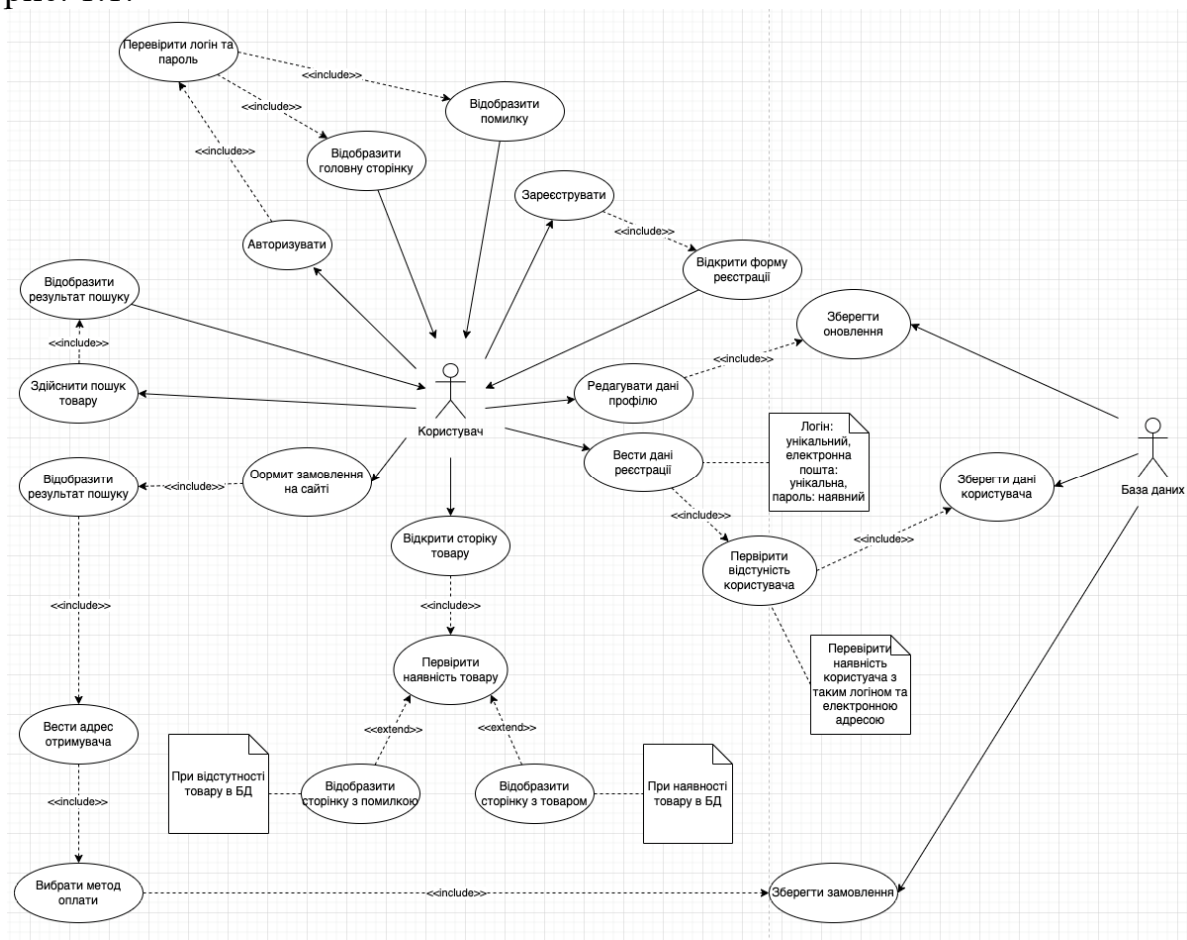 Перевірити логін та
пароль
<<include>>
Відобразити
помилку
<<include>>
<<include>>
Відобразити
головну сторінку
Зареєструвати
<<include>>
Авторизувати
Відкрити форму
реєстрації
Відобразити
результат пошуку
Зберегти
оновлення
<<include>>
<<include>>
Здійснити пошук
товару
Редагувати дані
профілю
Користувач
Логін:
унікальний,
електронна
пошта:
унікальна,
пароль: наявний
Вести дані
реєстрації
Відобразити
результат пошуку
<<include>>
Оормит замовлення
на сайті
Зберегти дані
користувача
База даних
<<include>>
Відкрити сторіку
товару
<<include>>
Первірити
відстуність
користувача
<<include>>
<<include>>
Первірити
наявність товару
Перевірити
наявність
користуача з
таким логіном та
електронною
адресою
Вести адрес
отримувача
<<extend>>
<<extend>>
При відстутності
товару в БД
Відобразити
сторінку з помилкою
Відобразити
сторінку з товаром
При наявності
товару в БД
<<include>>
Вибрати метод
оплати
<<include>>
Зберегти замовлення